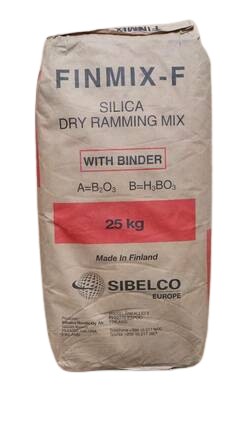 FINMIX-F
SILICA
DRY RAMMING MIX
WITH BINDER
A=B₂O₃ B=H₃BO₃
25 kg
Made In Finland
SIBELCO
EUROPE